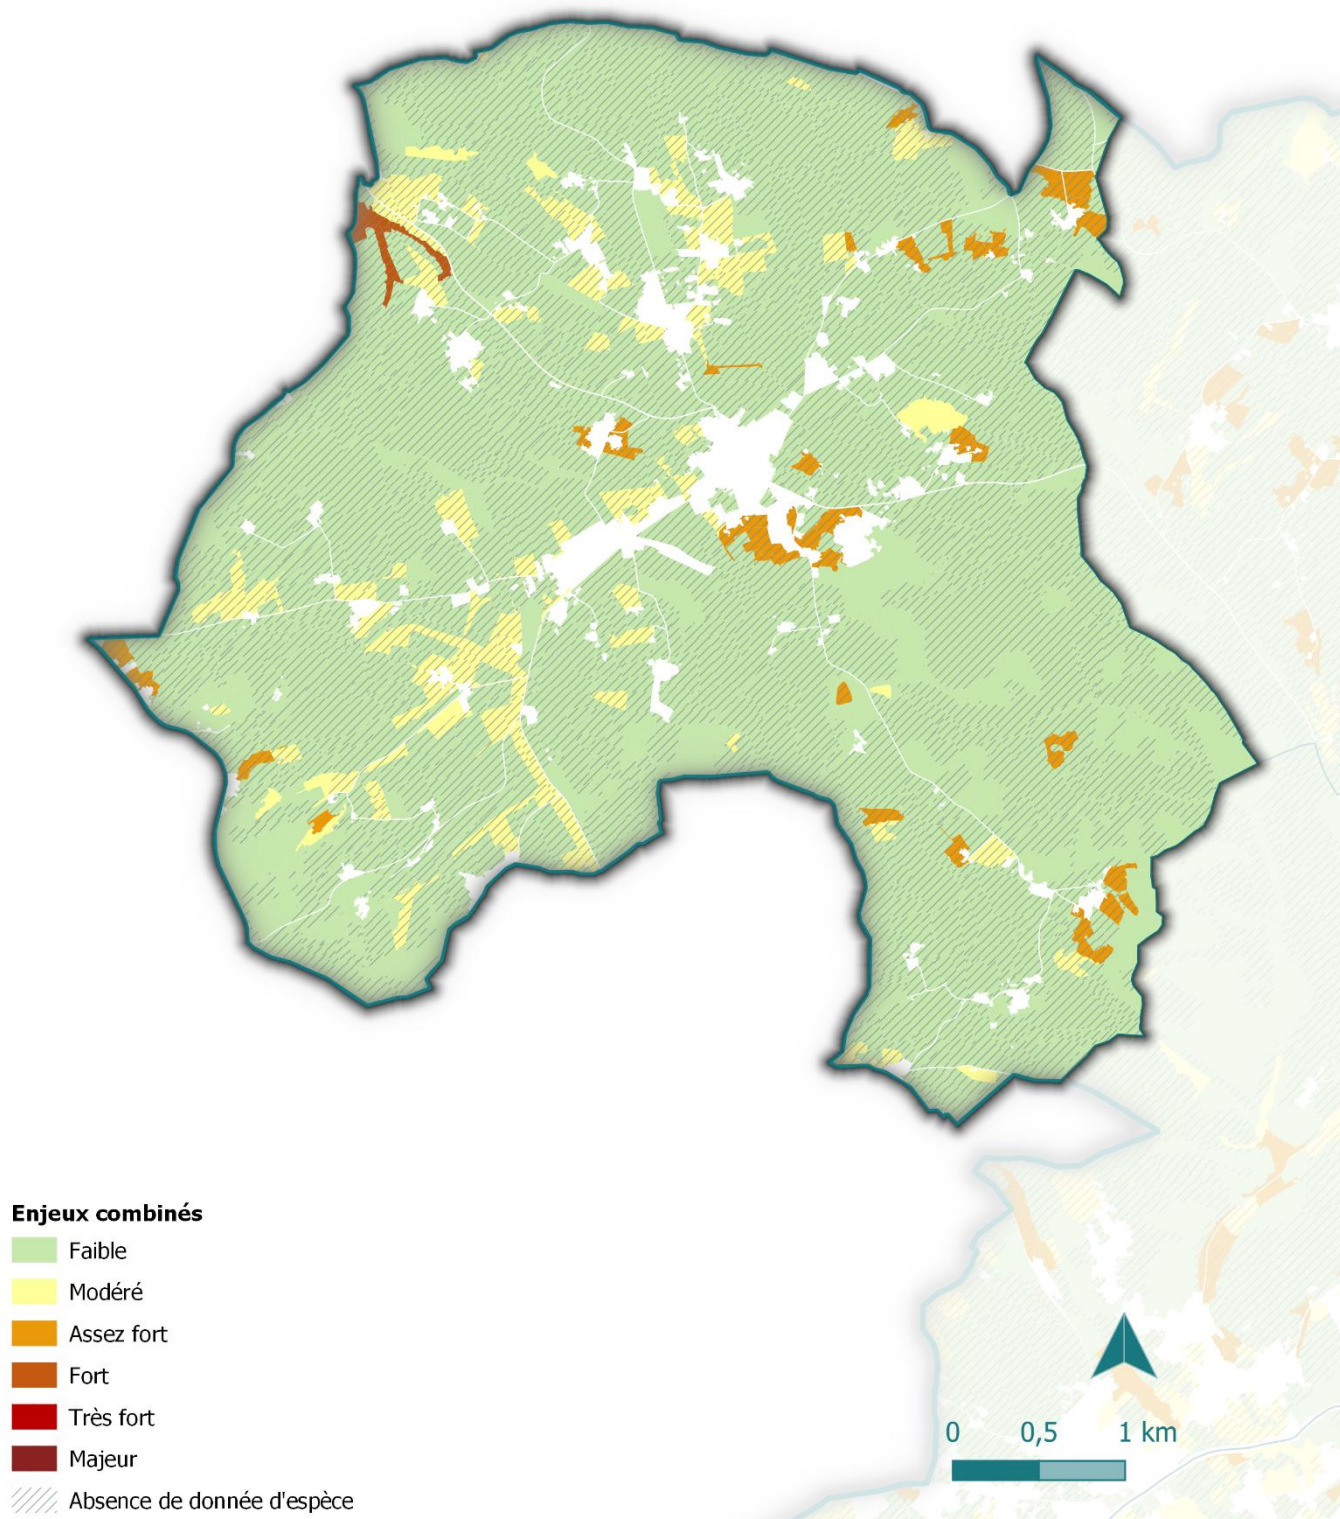 Enjeux combinés
Faible
Modéré
Assez fort
Fort
Très fort
Majeur
Absence de donnée d'espèce
0 0,5 1 km